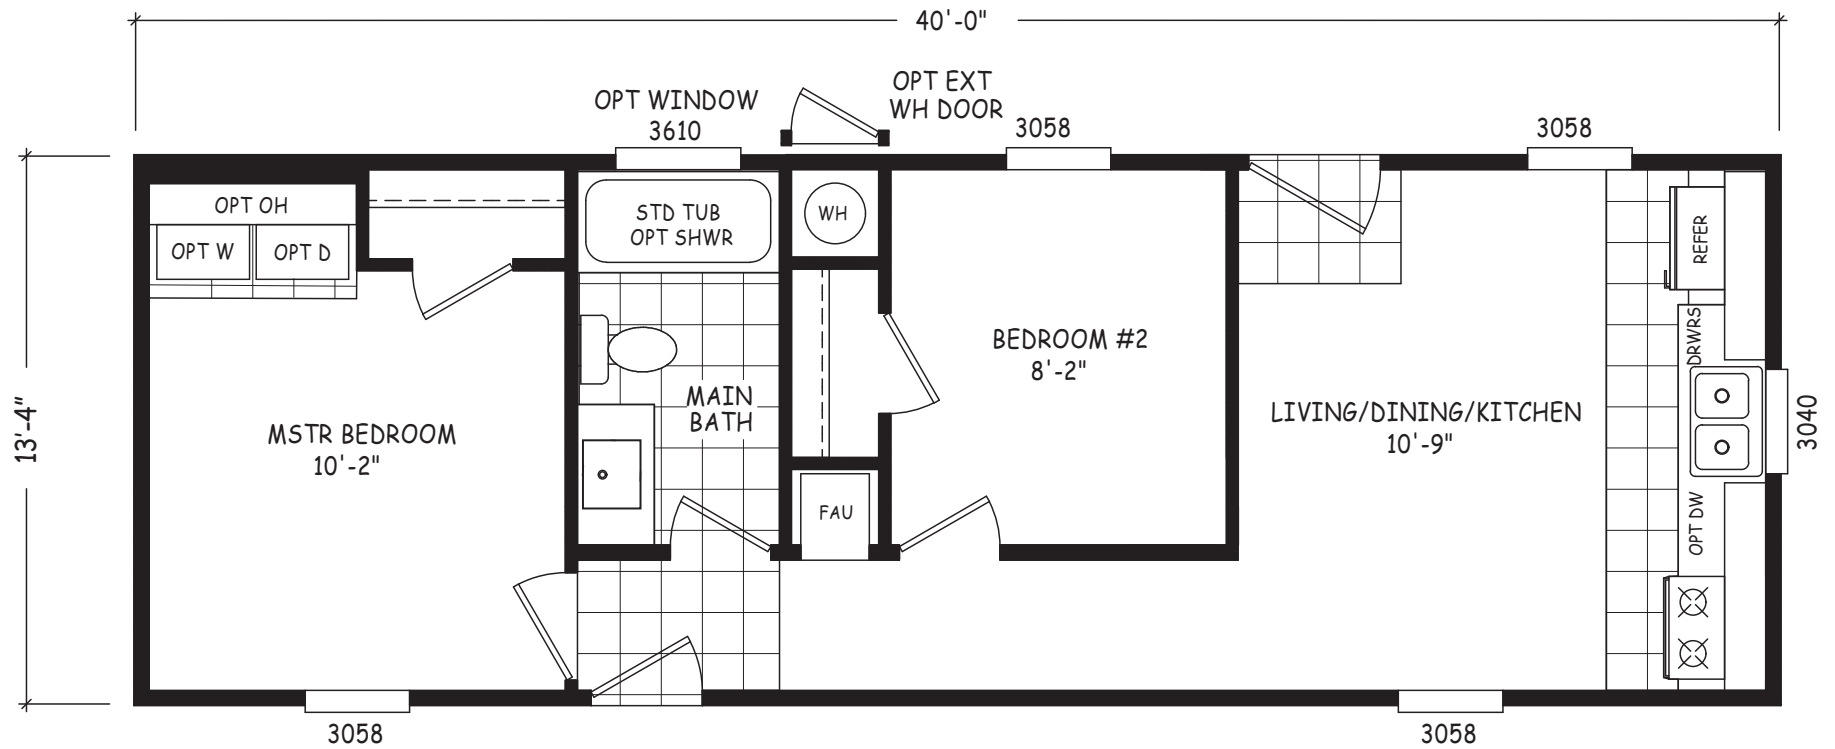 40'-0"
OPT EXT
WH DOOR
OPT WINDOW
3610
3058
3058
OPT OH
OPT W
OPT D
STD TUB
OPT SHWR
WH
REFER
DRWRS
BEDROOM #2
8'-2"
MAIN
BATH
MSTR BEDROOM
10'-2"
LIVING/DINING/KITCHEN
10'-9"
13'-4"
3040
FAU
OPT DW
3058
3058